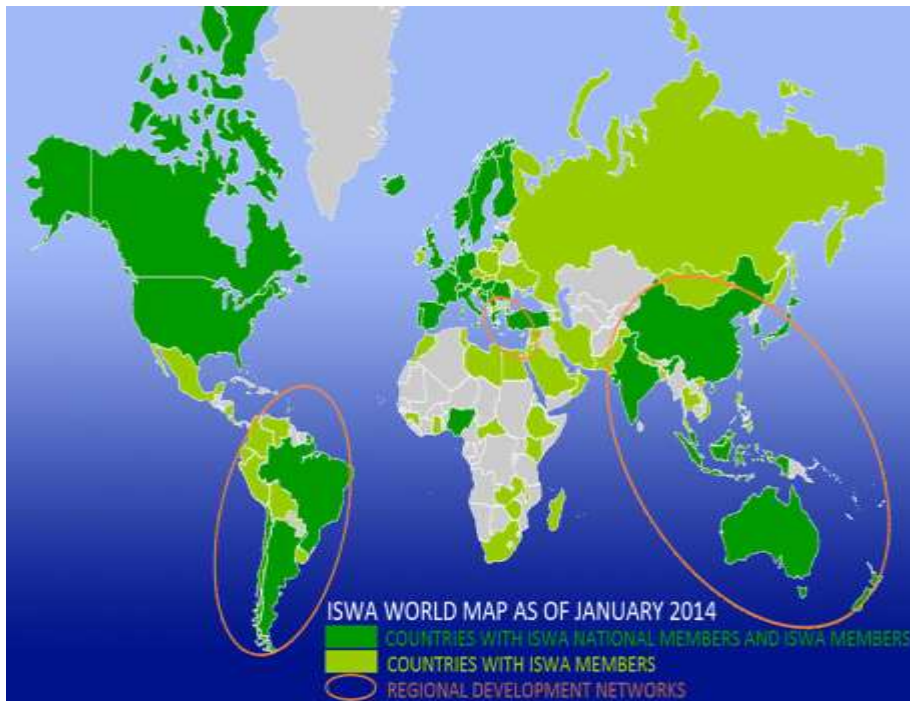 ISWA WORLD MAP AS OF JANUARY 2014
COUNTRIES WITH ISWA NATIONAL MEMBERS AND ISWA MEMBERS
COUNTRIES WITH ISWA MEMBERS
REGIONAL DEVELOPMENT NETWORKS